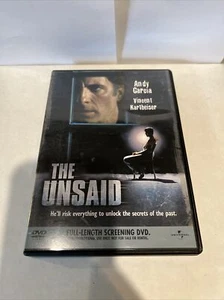 Andy
Garcia
Vincent
Kartheiser
THE
UNSAID
He'll risk everything to unlock the secrets of the past.
DVD
FULL-LENGTH SCREENING DVD.